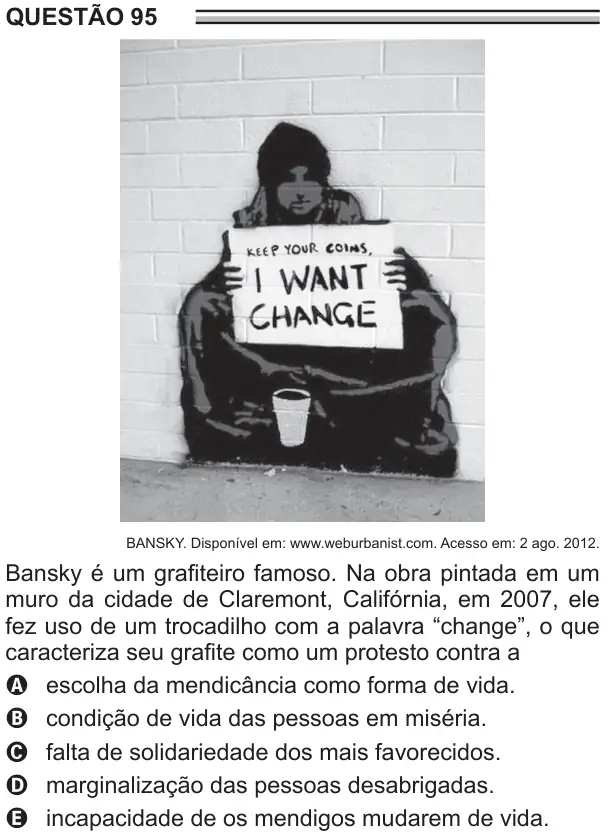 QUESTÃO 95
KEEP YOUR COINS,
I WANT
CHANGE
BANSKY. Disponível em: www.weburbanist.com. Acesso em: 2 ago. 2012.
Bansky é um grafiteiro famoso. Na obra pintada em um
muro da cidade de Claremont, Califórnia, em 2007, ele
fez uso de um trocadilho com a palavra “change”, o que
caracteriza seu grafite como um protesto contra a
A escolha da mendicância como forma de vida.
B condição de vida das pessoas em miséria.
C falta de solidariedade dos mais favorecidos.
D marginalização das pessoas desabrigadas.
E incapacidade de os mendigos mudarem de vida.